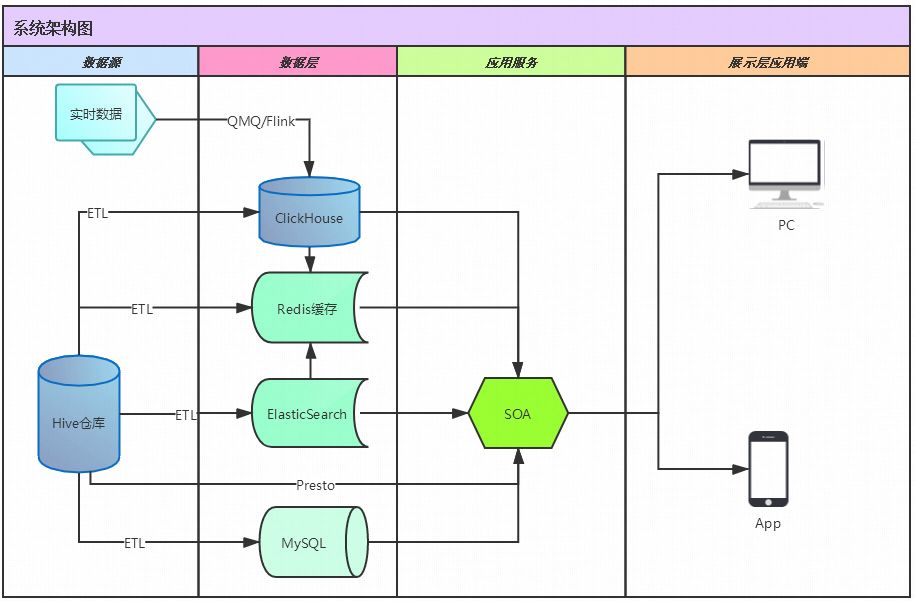 系统架构图
数据源
数据层
应用服务
展示层应用端
实时数据
QMQ/Flink
ETL
ClickHouse
PC
ETL
Redis缓存
Hive仓库
ETL
ElasticSearch
SOA
Presto
App
ETL
MySQL